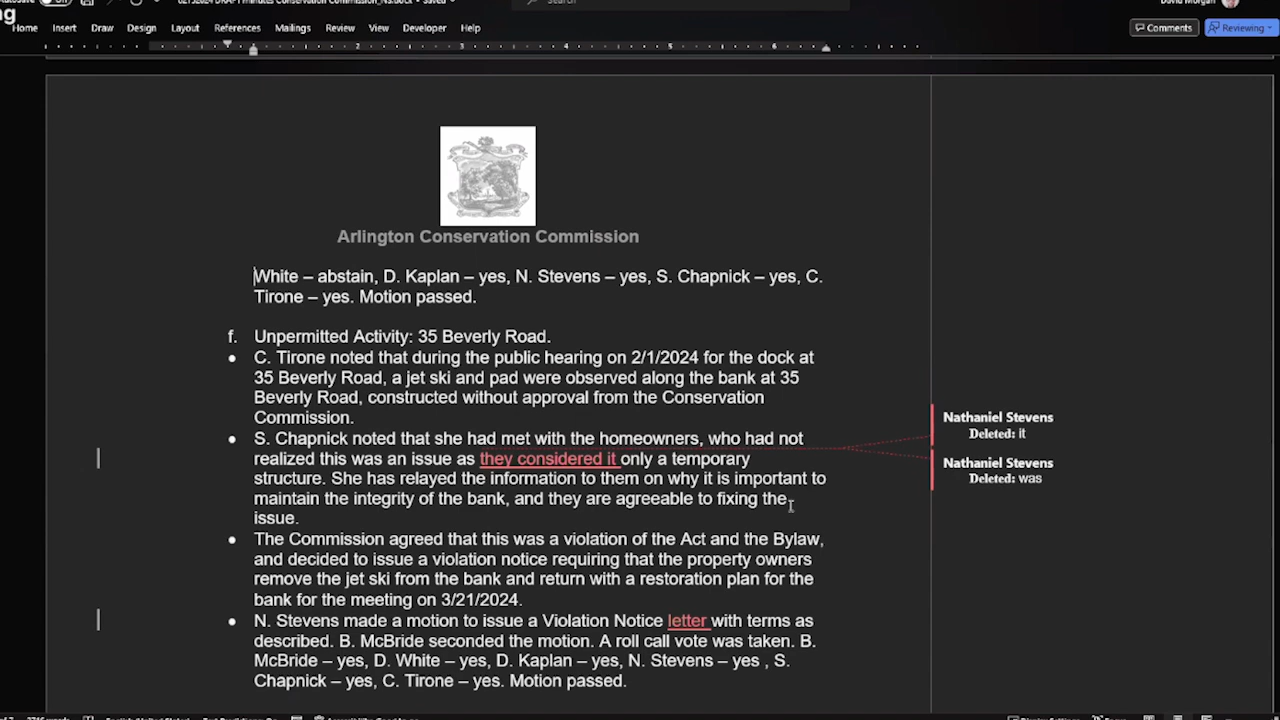 Search
David Morgan
Home Insert Draw Design Layout References Mailings Review View Developer Help
Comments Reviewing
1 2 3 4 5 6
Arlington Conservation Commission
White – abstain, D. Kaplan – yes, N. Stevens – yes, S. Chapnick – yes, C.
Tirone – yes. Motion passed.
f. Unpermitted Activity: 35 Beverly Road.
• C. Tirone noted that during the public hearing on 2/1/2024 for the dock at
35 Beverly Road, a jet ski and pad were observed along the bank at 35
Beverly Road, constructed without approval from the Conservation
Commission.
• S. Chapnick noted that she had met with the homeowners, who had not
realized this was an issue as they considered it only a temporary
structure. She has relayed the information to them on why it is important to
maintain the integrity of the bank, and they are agreeable to fixing the
issue.
• The Commission agreed that this was a violation of the Act and the Bylaw,
and decided to issue a violation notice requiring that the property owners
remove the jet ski from the bank and return with a restoration plan for the
bank for the meeting on 3/21/2024.
• N. Stevens made a motion to issue a Violation Notice letter with terms as
described. B. McBride seconded the motion. A roll call vote was taken. B.
McBride – yes, D. White – yes, D. Kaplan – yes, N. Stevens – yes , S.
Chapnick – yes, C. Tirone – yes. Motion passed.
Nathaniel Stevens
Deleted: it
Nathaniel Stevens
Deleted: was